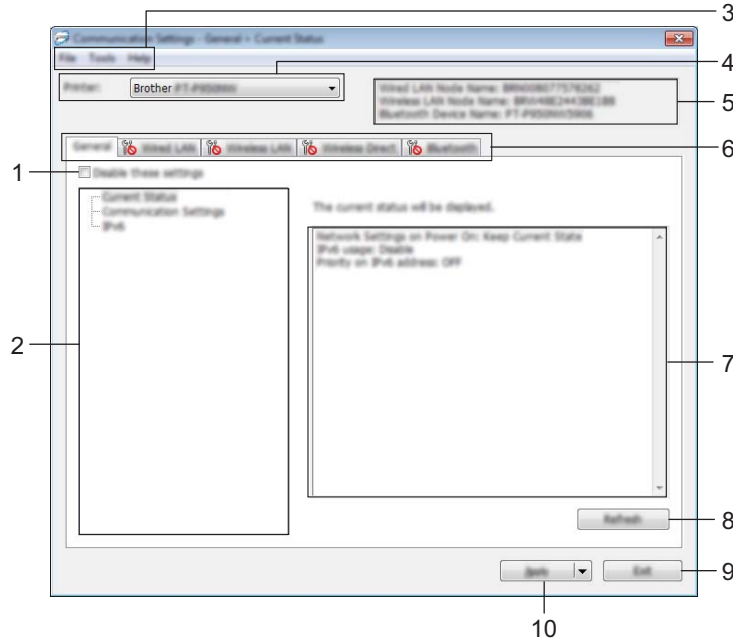 3
Communication Settings - General > Current Status
File Tools Help
4
Printer: Brother PT-P950NW
Wired LAN Node Name:
Wireless LAN Node Name:
Bluetooth Device Name:
5
General Wired LAN Wireless LAN Wireless Direct Bluetooth
6
1
Disable these settings
Current Status
Communication Settings
IPv6
The current status will be displayed.
Network Settings on Power On: Keep Current State
IPv6 usage: Disable
Priority on IPv6 address: OFF
2
7
Refresh
8
Apply
Exit
9
10